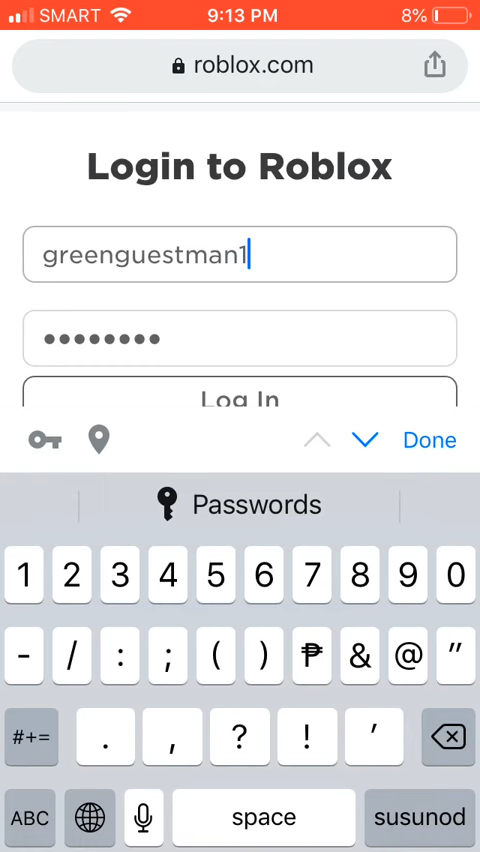 SMART 9:13 PM 8%
roblox.com
Login to Roblox
greenguestman1
••••••••
Log In
Done
Passwords
1 2 3 4 5 6 7 8 9 0
- / : ; ( ) ₱ & @ "
#+= . , ? ! ’
ABC space susunod